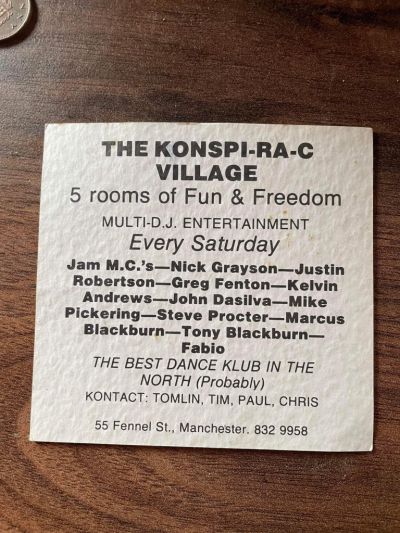 THE KONSPI-RA-C
VILLAGE
5 rooms of Fun & Freedom
MULTI-D.J. ENTERTAINMENT
Every Saturday
Jam M.C.'s—Nick Grayson—Justin
Robertson—Greg Fenton—Kelvin
Andrews—John Dasilva—Mike
Pickering—Steve Procter—Marcus
Blackburn—Tony Blackburn—
Fabio
THE BEST DANCE KLUB IN THE
NORTH (Probably)
KONTACT: TOMLIN, TIM, PAUL, CHRIS
55 Fennel St., Manchester. 832 9958